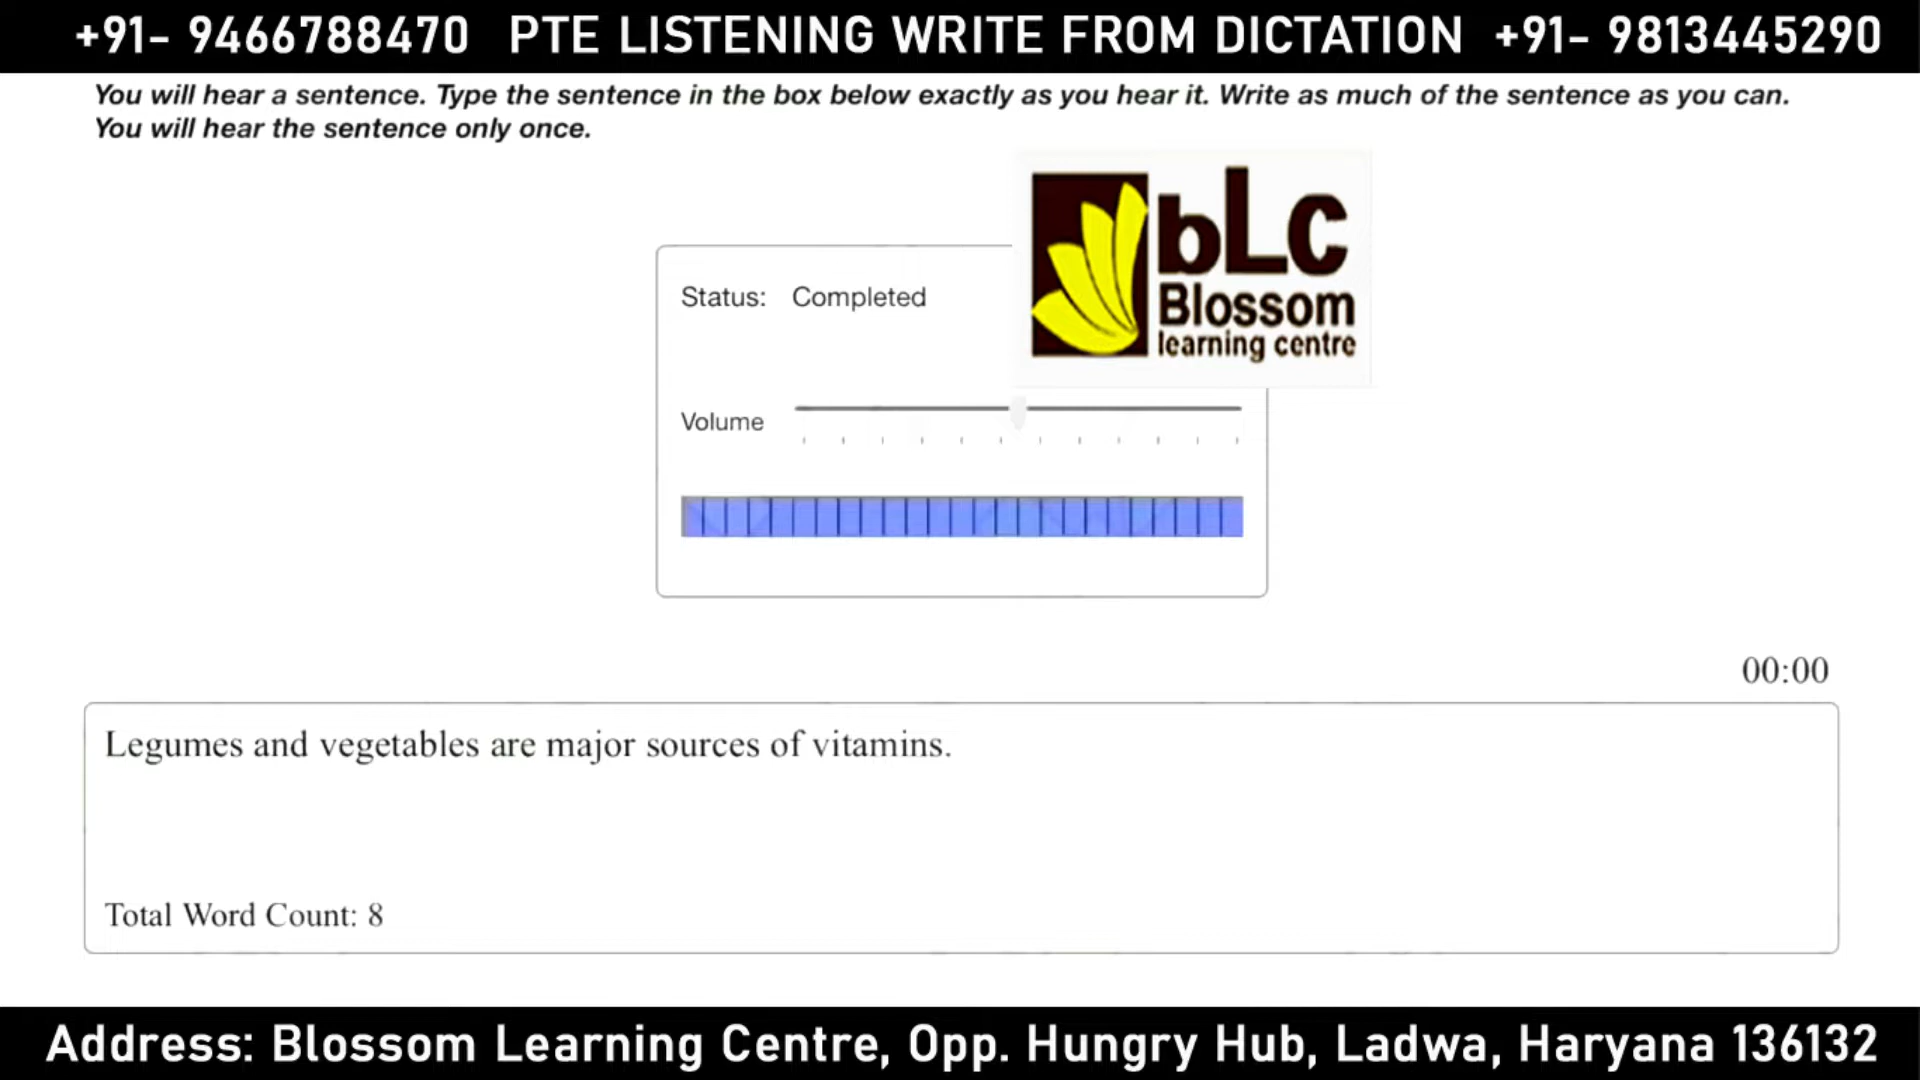 +91- 9466788470 PTE LISTENING WRITE FROM DICTATION +91- 9813445290
You will hear a sentence. Type the sentence in the box below exactly as you hear it. Write as much of the sentence as you can.
You will hear the sentence only once.
bLC
Blossom
learning centre
Status: Completed
Volume
00:00
Legumes and vegetables are major sources of vitamins.
Total Word Count: 8
Address: Blossom Learning Centre, Opp. Hungry Hub, Ladwa, Haryana 136132